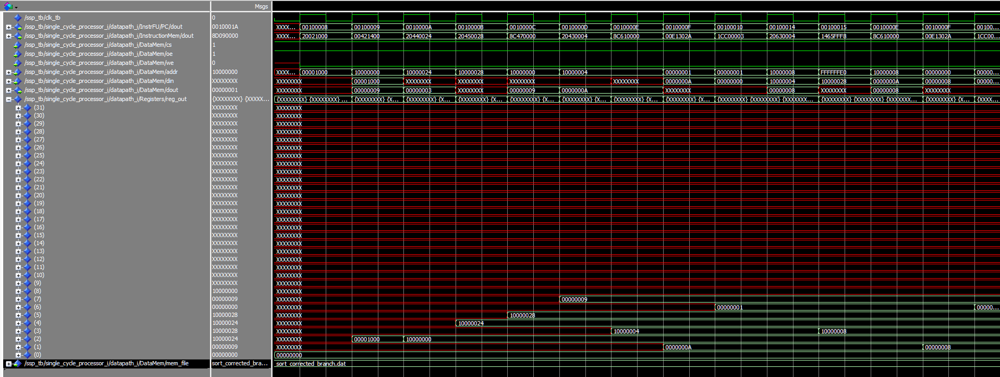 Msgs
/ssp_tb/clk_tb 0
/ssp_tb/single_cycle_processor_i/datapath_i/InstrFU/PC/dout 0010001A XXXX... 00100008 00100009 0010000A 0010000B 0010000C 0010000D 0010000E 0010000F 00100010 00100014 00100015 0010000E 0010000F 00100...
/ssp_tb/single_cycle_processor_i/datapath_i/InstructionMem/dout 8D090000 XXXX... 20021000 00421400 20440024 20450028 8C470000 20430004 8C610000 00E1302A 1CC00003 20630004 1465FFF8 8C610000 00E1302A 1CC00...
/ssp_tb/single_cycle_processor_i/datapath_i/DataMem/cs 1
/ssp_tb/single_cycle_processor_i/datapath_i/DataMem/oe 1
/ssp_tb/single_cycle_processor_i/datapath_i/DataMem/we 0
/ssp_tb/single_cycle_processor_i/datapath_i/DataMem/addr 10000000 XXXX... 00001000 10000000 10000024 10000028 10000000 10000004 00000001 00000001 10000008 FFFFFFE0 10000008 00000000 00000...
/ssp_tb/single_cycle_processor_i/datapath_i/DataMem/din XXXXXXXX XXXXXXXX 00001000 XXXXXXXX XXXXXXXX XXXXXXXX XXXXXXXX 0000000A 00000000 10000004 10000028 0000000A 00000008 00000...
/ssp_tb/single_cycle_processor_i/datapath_i/DataMem/dout 00000001 XXXXXXXX 00000009 00000003 XXXXXXXX 00000009 0000000A XXXXXXXX 00000008 XXXXXXXX 00000008 XXXXXXXX
/ssp_tb/single_cycle_processor_i/datapath_i/Registers/reg_out {XXXXXXXX} {XXXXX... {XXXXXXXX} {XXXXXXXX} ... {XXXXXXXX} {X... {XXXXXXXX} {X... {XXXXXXXX} {X... {XXXXXXXX} {X... {XXXXXXXX} {X... {XXXXXXXX} {X... {XXXXXXXX} {X... {XXXXXXXX} {XXXXXXXX} {XXXXXXX... {XXXXXXXX} {XXXXXXXX} {XXXXXXX... {XXXXXXXX} {X... {XXXX...
(31) XXXXXXXX XXXXXXXX
(30) XXXXXXXX XXXXXXXX
(29) XXXXXXXX XXXXXXXX
(28) XXXXXXXX XXXXXXXX
(27) XXXXXXXX XXXXXXXX
(26) XXXXXXXX XXXXXXXX
(25) XXXXXXXX XXXXXXXX
(24) XXXXXXXX XXXXXXXX
(23) XXXXXXXX XXXXXXXX
(22) XXXXXXXX XXXXXXXX
(21) XXXXXXXX XXXXXXXX
(20) XXXXXXXX XXXXXXXX
(19) XXXXXXXX XXXXXXXX
(18) XXXXXXXX XXXXXXXX
(17) XXXXXXXX XXXXXXXX
(16) XXXXXXXX XXXXXXXX
(15) XXXXXXXX XXXXXXXX
(14) XXXXXXXX XXXXXXXX
(13) XXXXXXXX XXXXXXXX
(12) XXXXXXXX XXXXXXXX
(11) XXXXXXXX XXXXXXXX
(10) XXXXXXXX XXXXXXXX
(9) XXXXXXXX XXXXXXXX
(8) 10000000 XXXXXXXX
(7) 00000009 XXXXXXXX 00000009
(6) 00000000 XXXXXXXX 00000001 00000...
(5) 10000028 XXXXXXXX 10000028
(4) 10000024 XXXXXXXX 10000024
(3) 10000028 XXXXXXXX 10000004 10000008
(2) 10000024 XXXXXXXX 00001000 10000000
(1) 00000009 XXXXXXXX 0000000A 00000008
(0) 00000000 00000000
/ssp_tb/single_cycle_processor_i/datapath_i/DataMem/mem_file sort_corrected_bra... sort_corrected_branch.dat